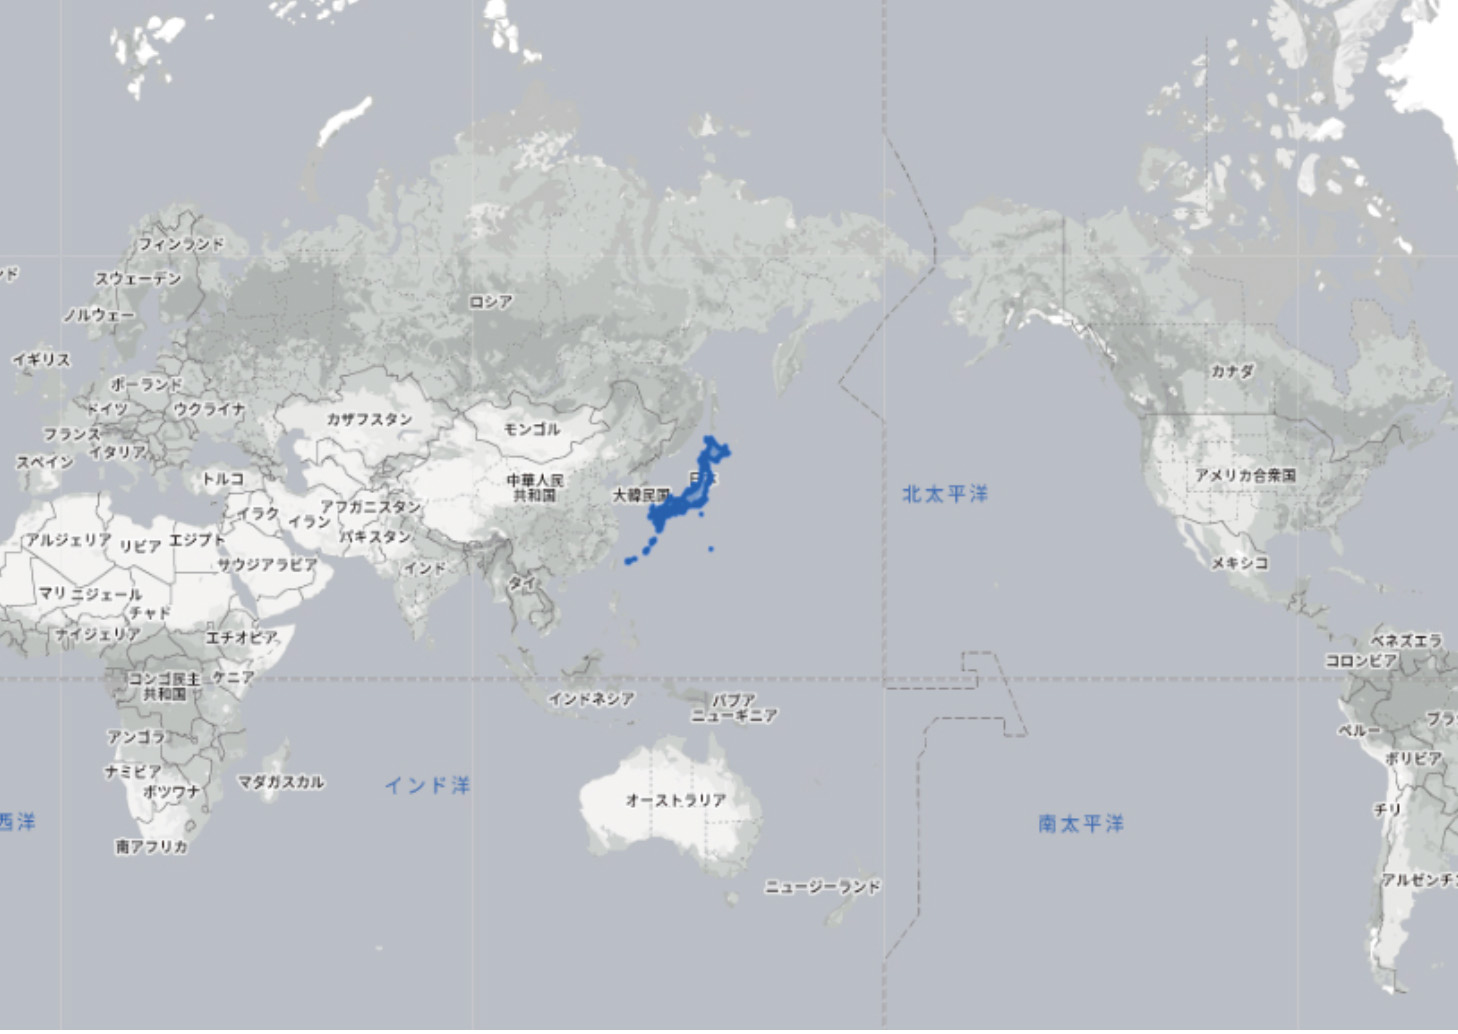 フィンランド
スウェーデン
ロシア
ノルウェー
イギリス
カナダ
ポーランド
ドイツ
ウクライナ
カザフスタン
モンゴル
フランス
イタリア
スペイン
トルコ
中華人民
共和国
アメリカ合衆国
大韓民国
北太平洋
アフガニスタン
イラク
イラン
アルジェリア
リビア
エジプト
パキスタン
サウジアラビア
インド
メキシコ
タイ
マリ
ニジェール
チャド
ナイジェリア
エチオピア
ベネズエラ
コロンビア
コンゴ民主
共和国
ケニア
インドネシア
パプア
ニューギニア
ペルー
アンゴラ
ボリビア
ナミビア
ボツワナ
マダガスカル
インド洋
オーストラリア
チリ
西洋
南太平洋
南アフリカ
アルゼンチ
ニュージーランド